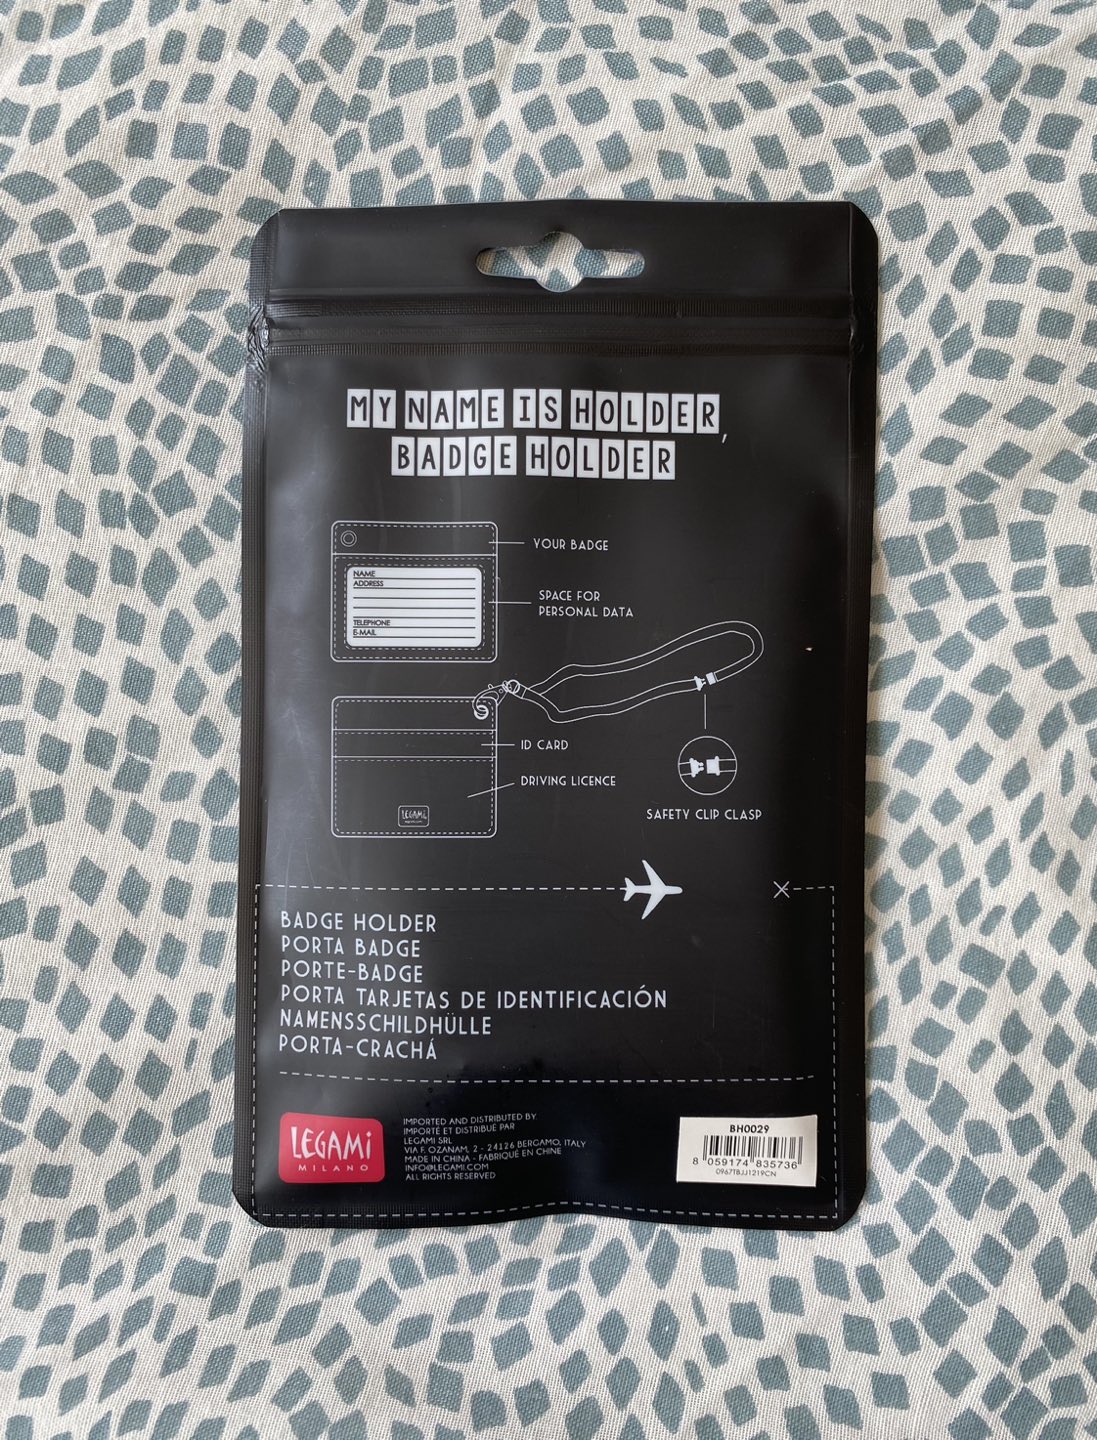 MY NAME IS HOLDER,
BADGE HOLDER
YOUR BADGE
NAME
ADDRESS
SPACE FOR
PERSONAL DATA
TELEPHONE
E-MAIL
ID CARD
DRIVING LICENCE
LEGAMI
SAFETY CLIP CLASP
BADGE HOLDER
PORTA BADGE
PORTE-BADGE
PORTA TARJETAS DE IDENTIFICACIÓN
NAMENSSCHILDHÜLLE
PORTA-CRACHÁ
LEGAMI
MILANO
IMPORTED AND DISTRIBUTED BY
IMPORTÉ ET DISTRIBUÉ PAR
LEGAMI SRL
VIA F. OZANAM, 2 - 24126 BERGAMO, ITALY
MADE IN CHINA - FABRIQUÉ EN CHINE
INFO@LEGAMI.COM
ALL RIGHTS RESERVED
BH0029
8 059174 835736
0967TBJJ1219CN